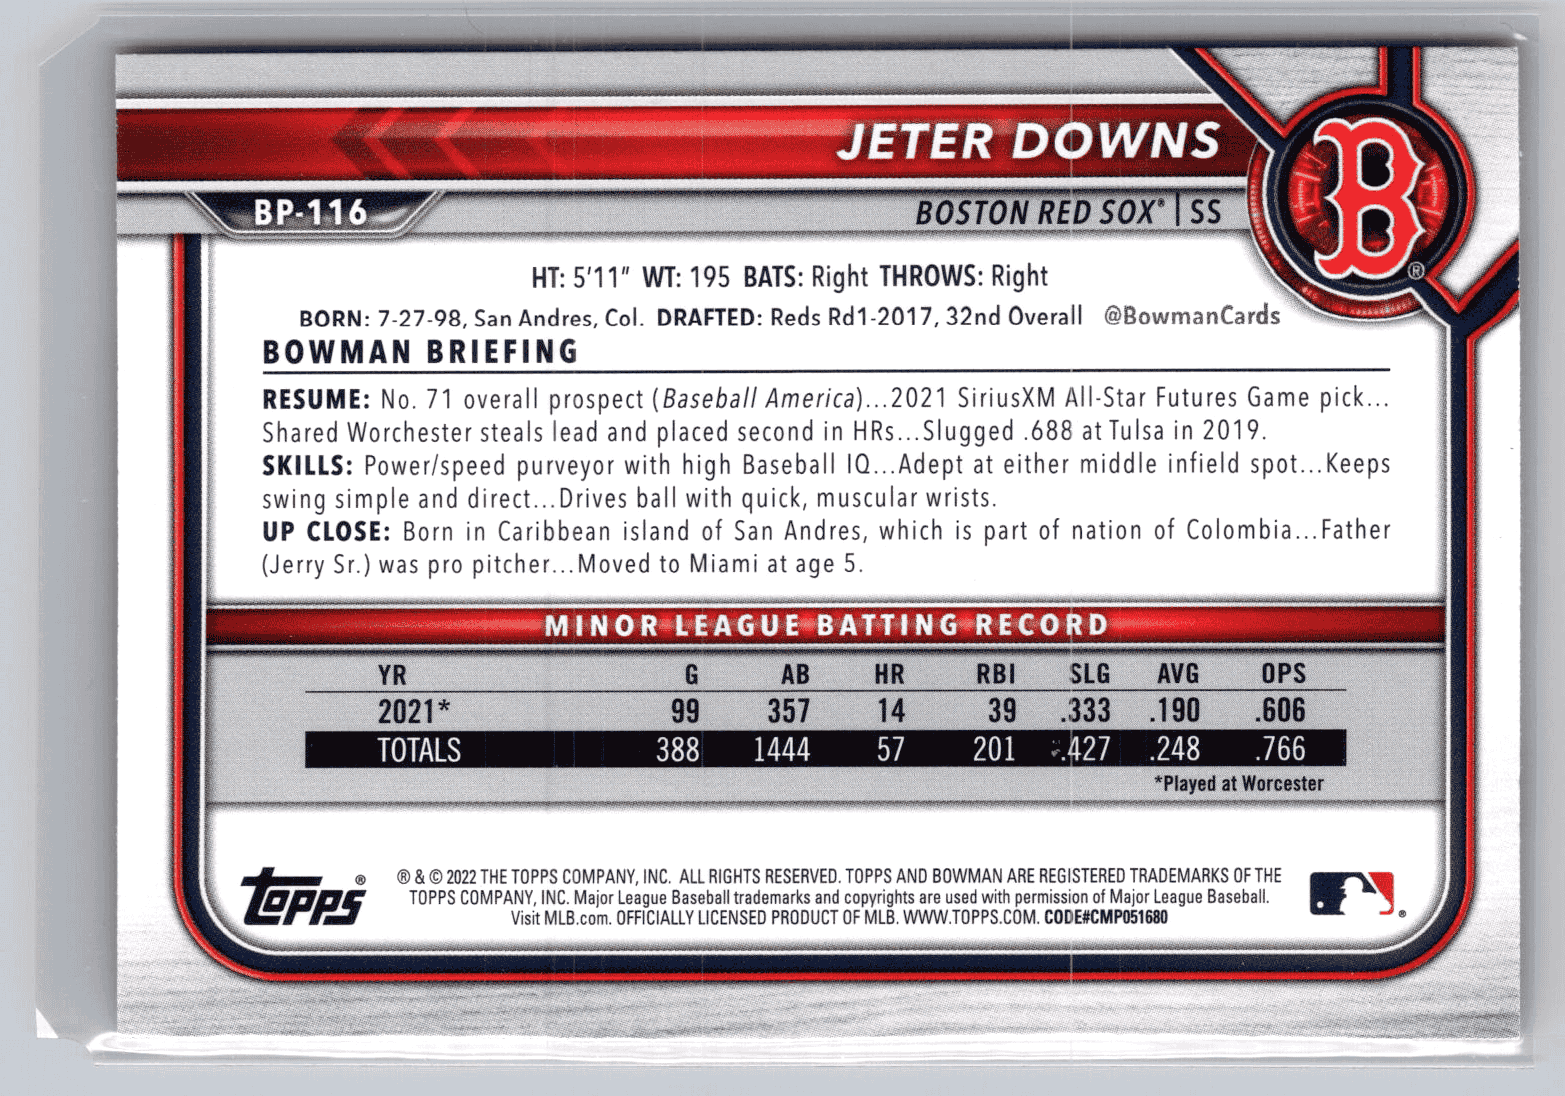 JETER DOWNS
BP-116
BOSTON RED SOX® | SS
B
®
HT: 5'11" WT: 195 BATS: Right THROWS: Right
BORN: 7-27-98, San Andres, Col. DRAFTED: Reds Rd1-2017, 32nd Overall @BowmanCards
BOWMAN BRIEFING
RESUME: No. 71 overall prospect (Baseball America)...2021 SiriusXM All-Star Futures Game pick...
Shared Worchester steals lead and placed second in HRs...Slugged .688 at Tulsa in 2019.
SKILLS: Power/speed purveyor with high Baseball IQ...Adept at either middle infield spot...Keeps
swing simple and direct...Drives ball with quick, muscular wrists.
UP CLOSE: Born in Caribbean island of San Andres, which is part of nation of Colombia...Father
(Jerry Sr.) was pro pitcher...Moved to Miami at age 5.
MINOR LEAGUE BATTING RECORD
YR G AB HR RBI SLG AVG OPS
2021* 99 357 14 39 .333 .190 .606
TOTALS 388 1444 57 201 .427 .248 .766
*Played at Worcester
Topps®
® & © 2022 THE TOPPS COMPANY, INC. ALL RIGHTS RESERVED. TOPPS AND BOWMAN ARE REGISTERED TRADEMARKS OF THE
TOPPS COMPANY, INC. Major League Baseball trademarks and copyrights are used with permission of Major League Baseball.
Visit MLB.com. OFFICIALLY LICENSED PRODUCT OF MLB. WWW.TOPPS.COM. CODE#CMP051680
®